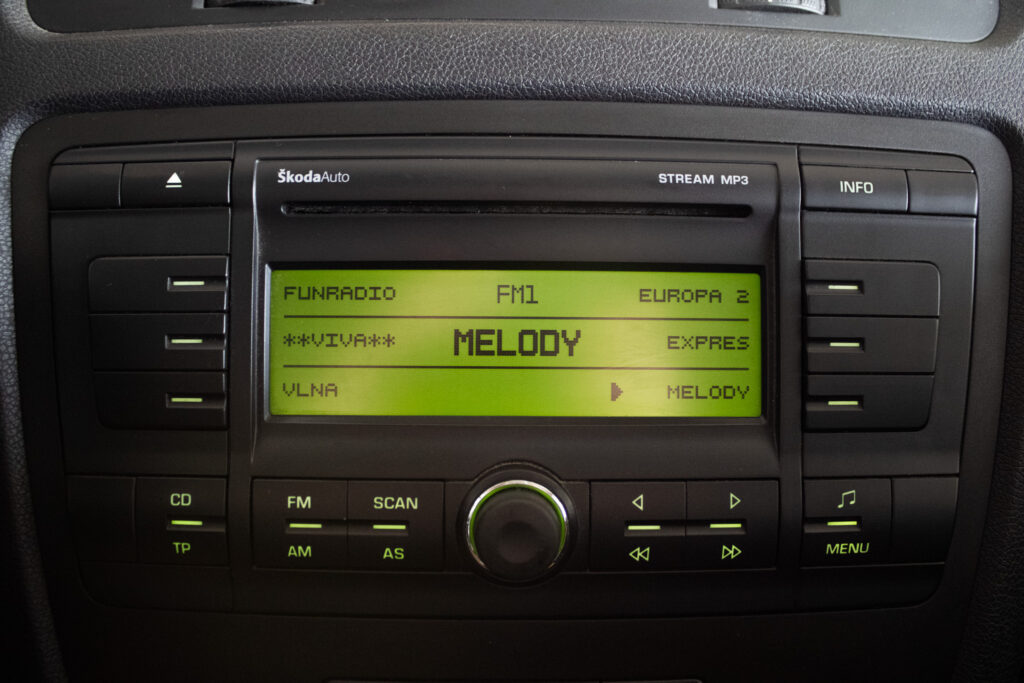 ŠkodaAuto STREAM MP3 INFO
FUNRADIO FM1 EUROPA 2
**VIVA** MELODY EXPRES
VLNA MELODY
CD FM SCAN
TP AM AS MENU